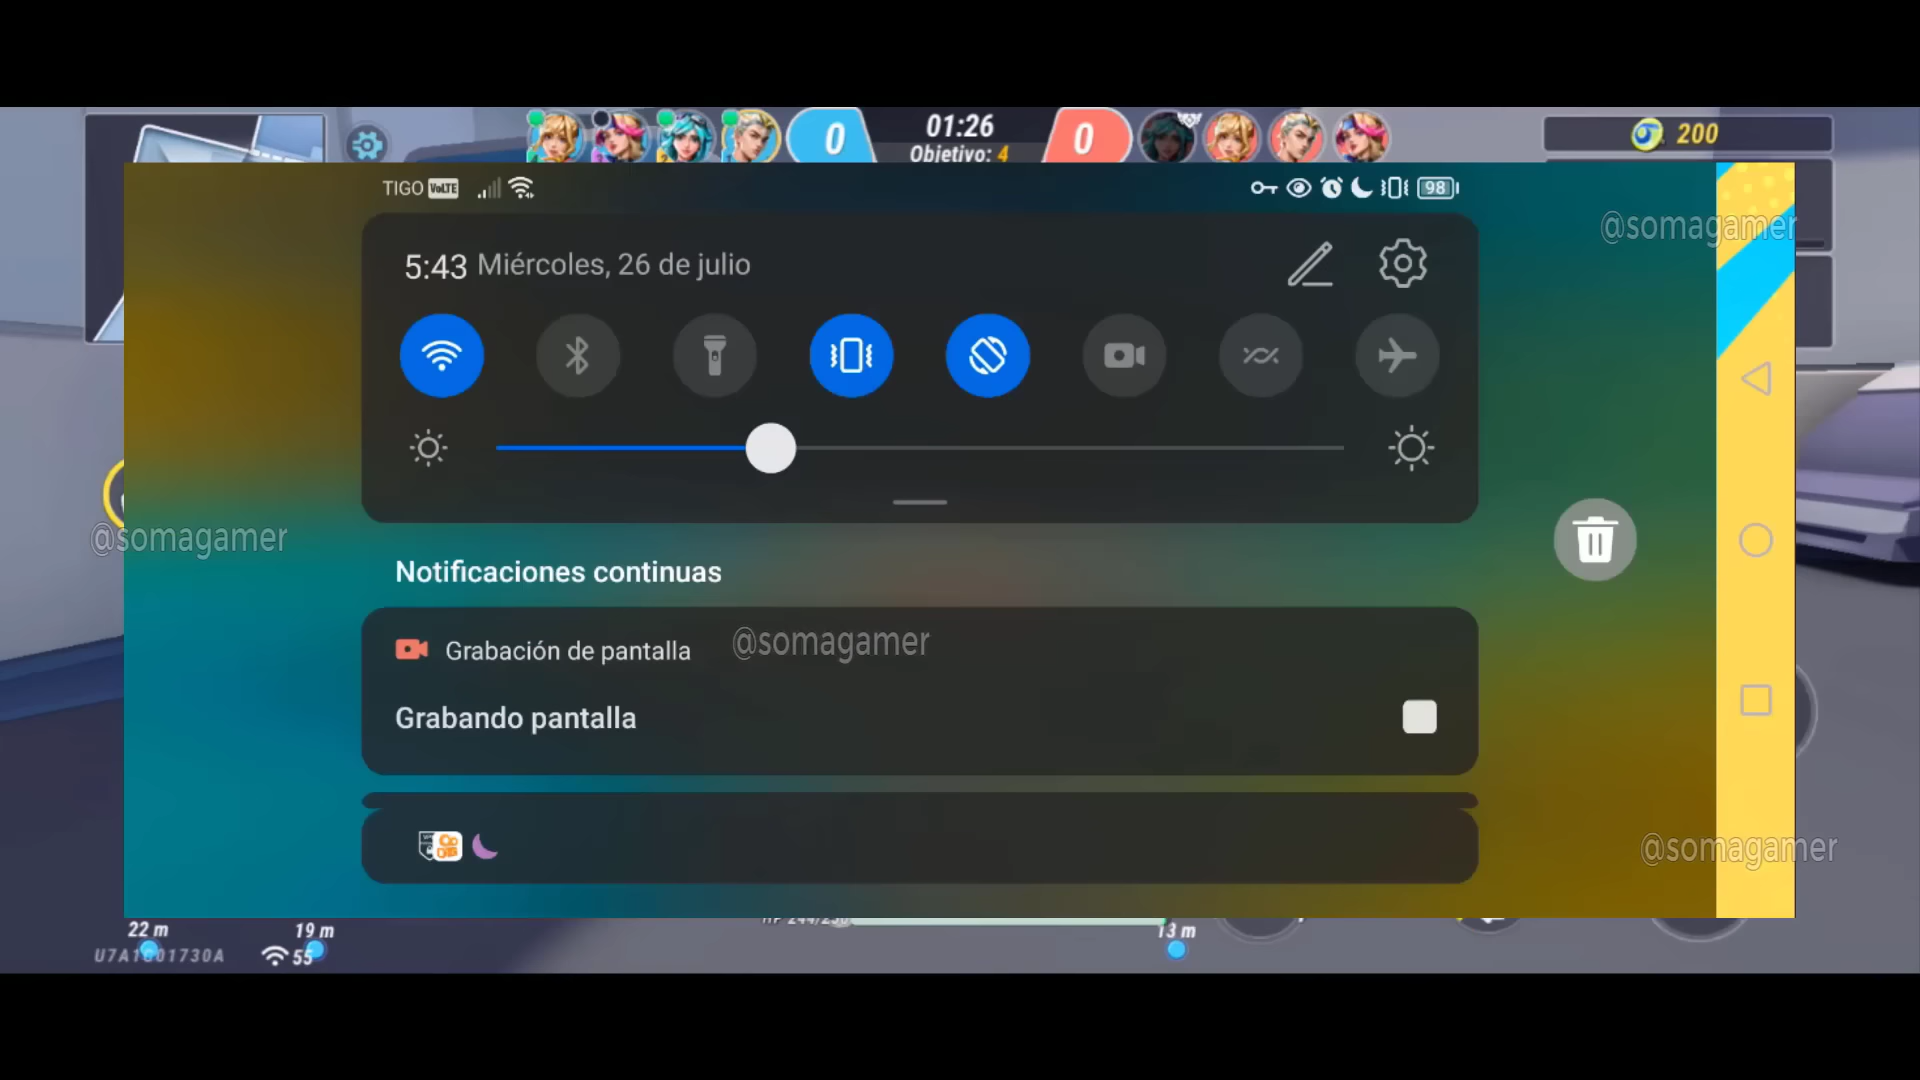 0
01:26
Objetivo: 4
0
200
TIGO VoLTE
98
@somagamer
5:43 Miércoles, 26 de julio
@somagamer
Notificaciones continuas
Grabación de pantalla
@somagamer
Grabando pantalla
@somagamer
22 m
19 m
13 m
55